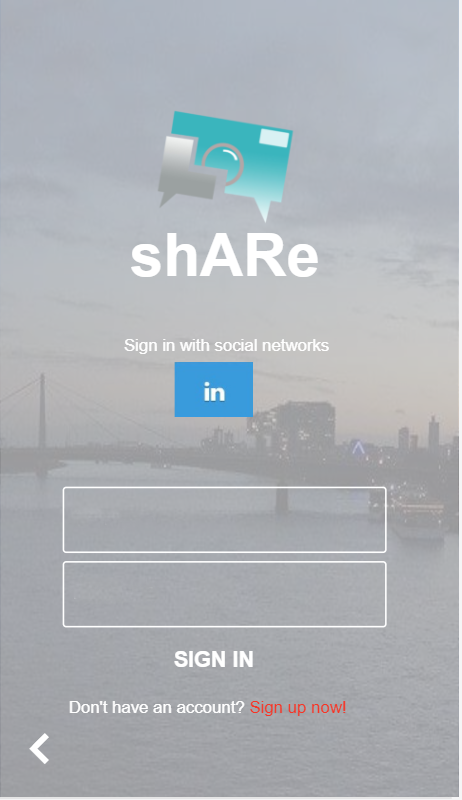 shARe
Sign in with social networks
in
SIGN IN
Don't have an account? Sign up now!